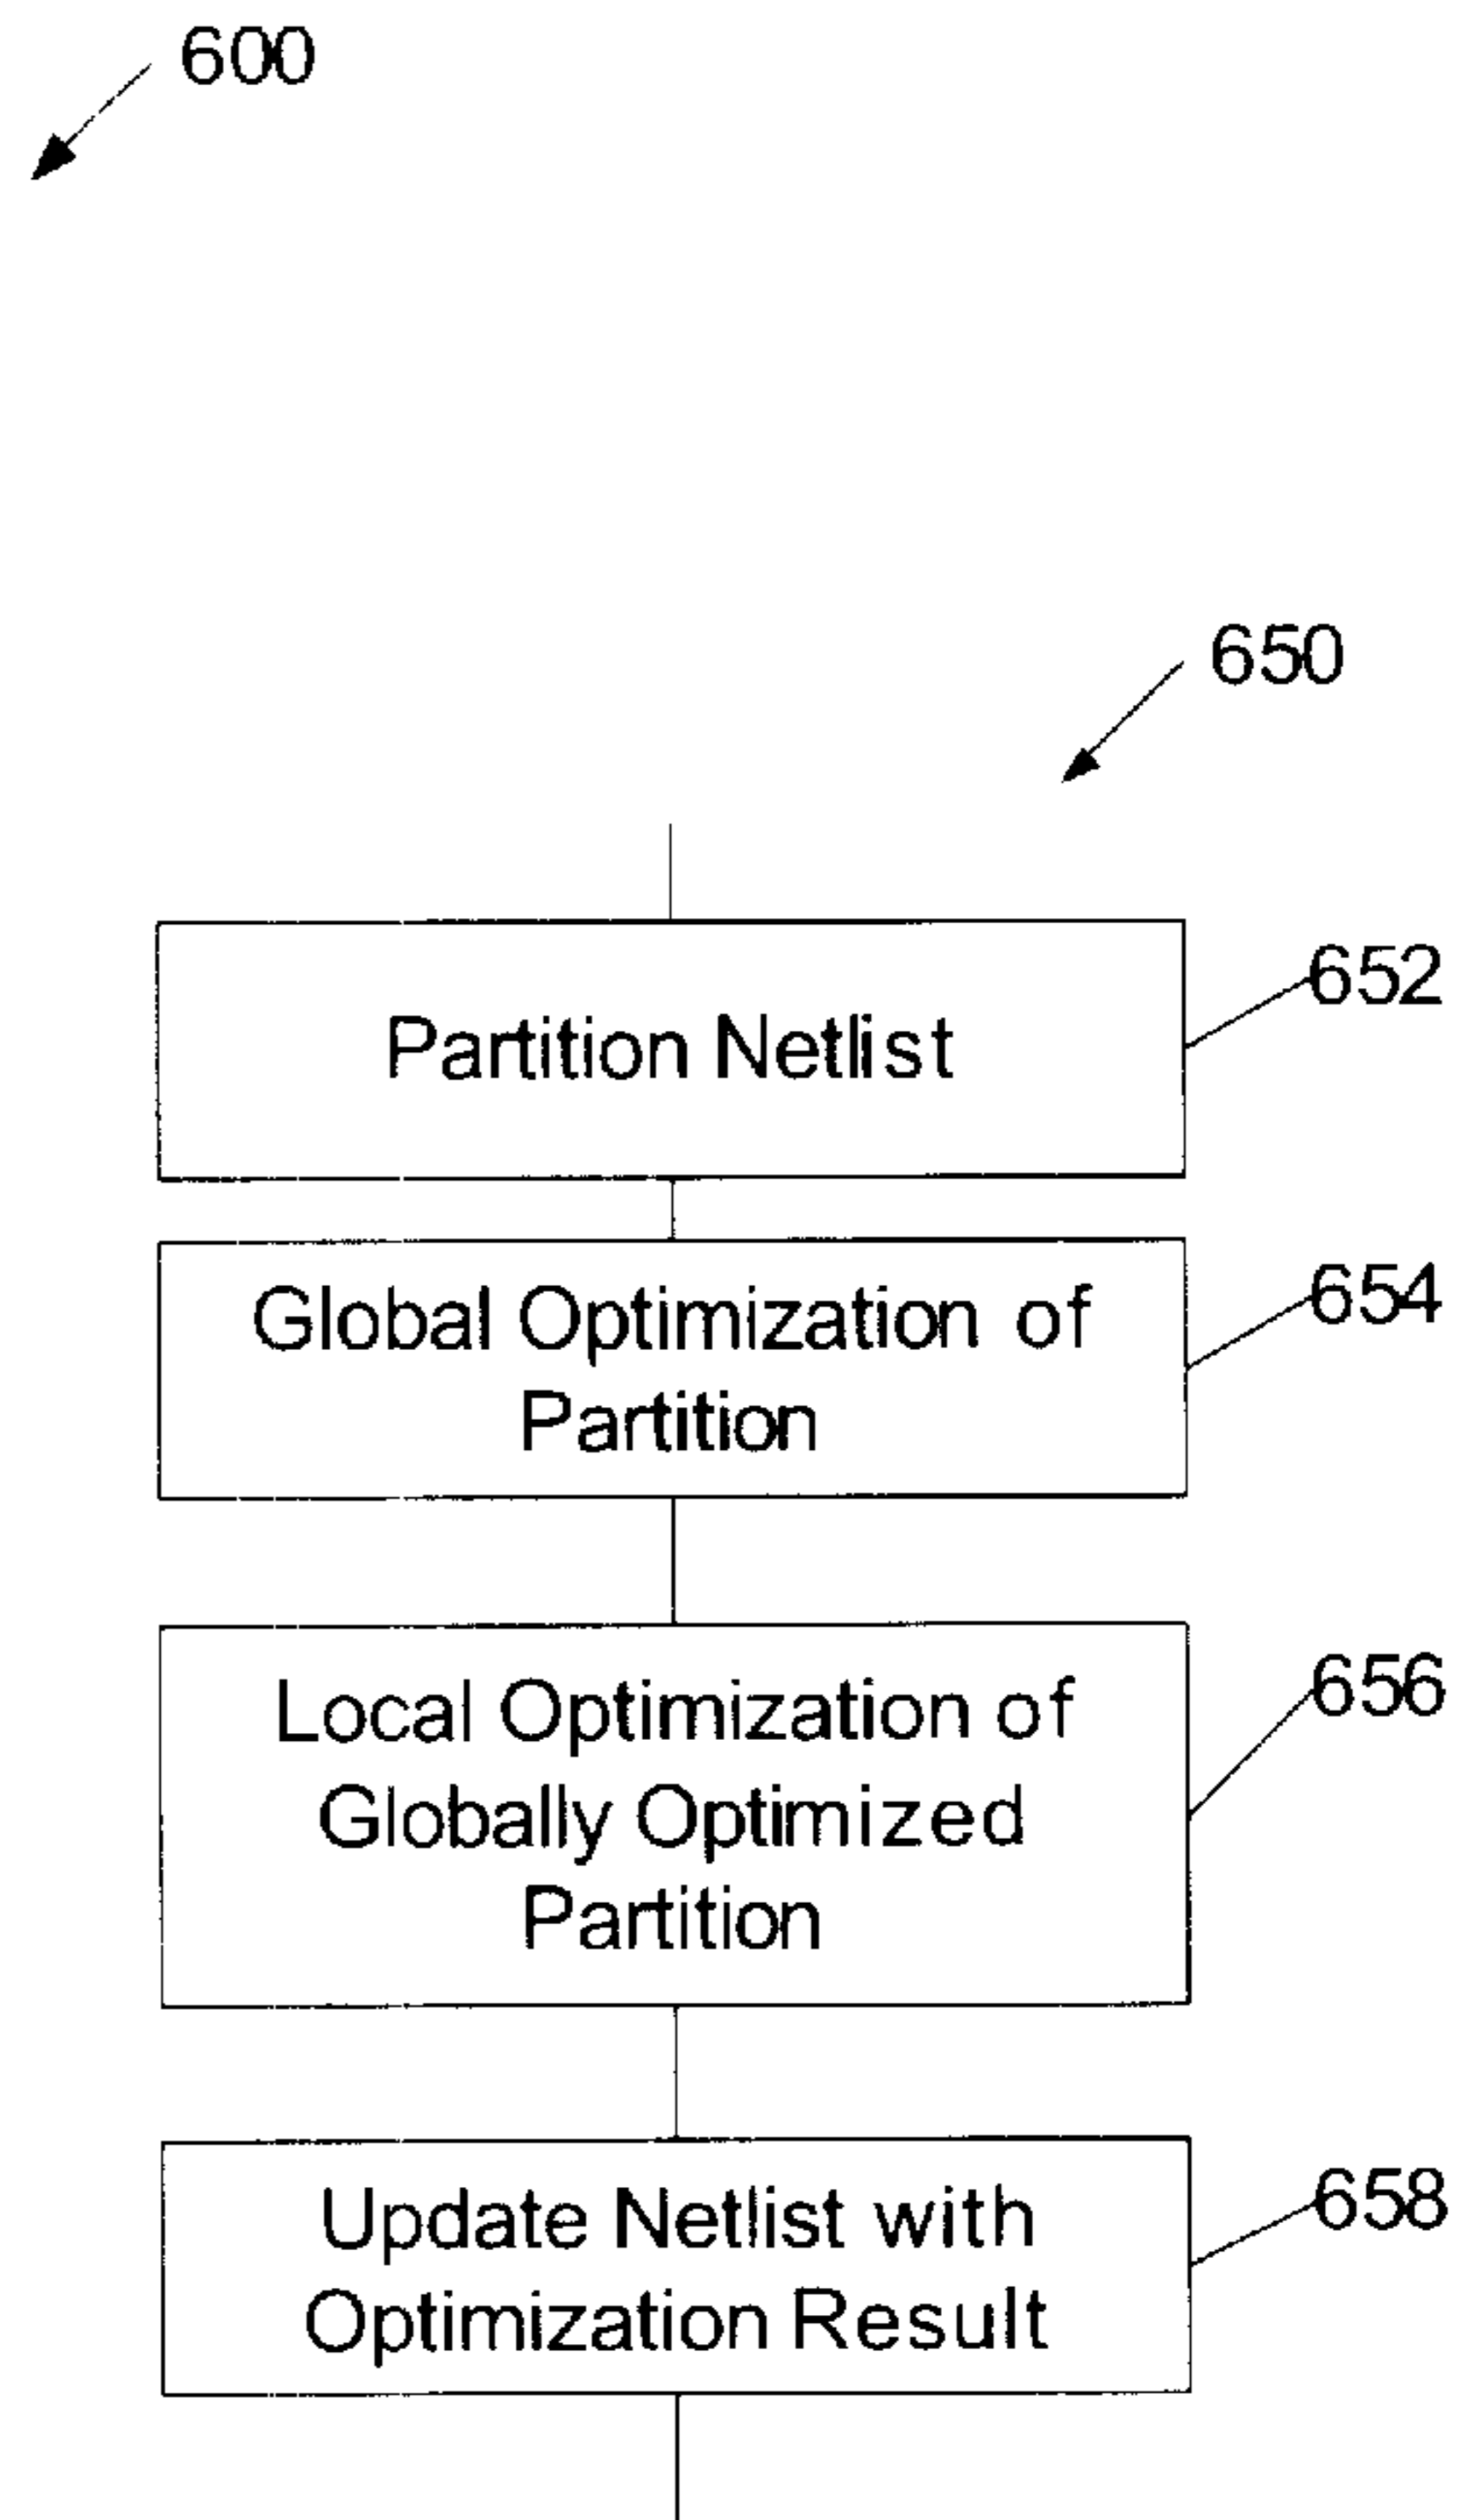 600
650
Partition Netlist
652
Global Optimization of
Partition
654
Local Optimization of
Globally Optimized
Partition
656
Update Netlist with
Optimization Result
658